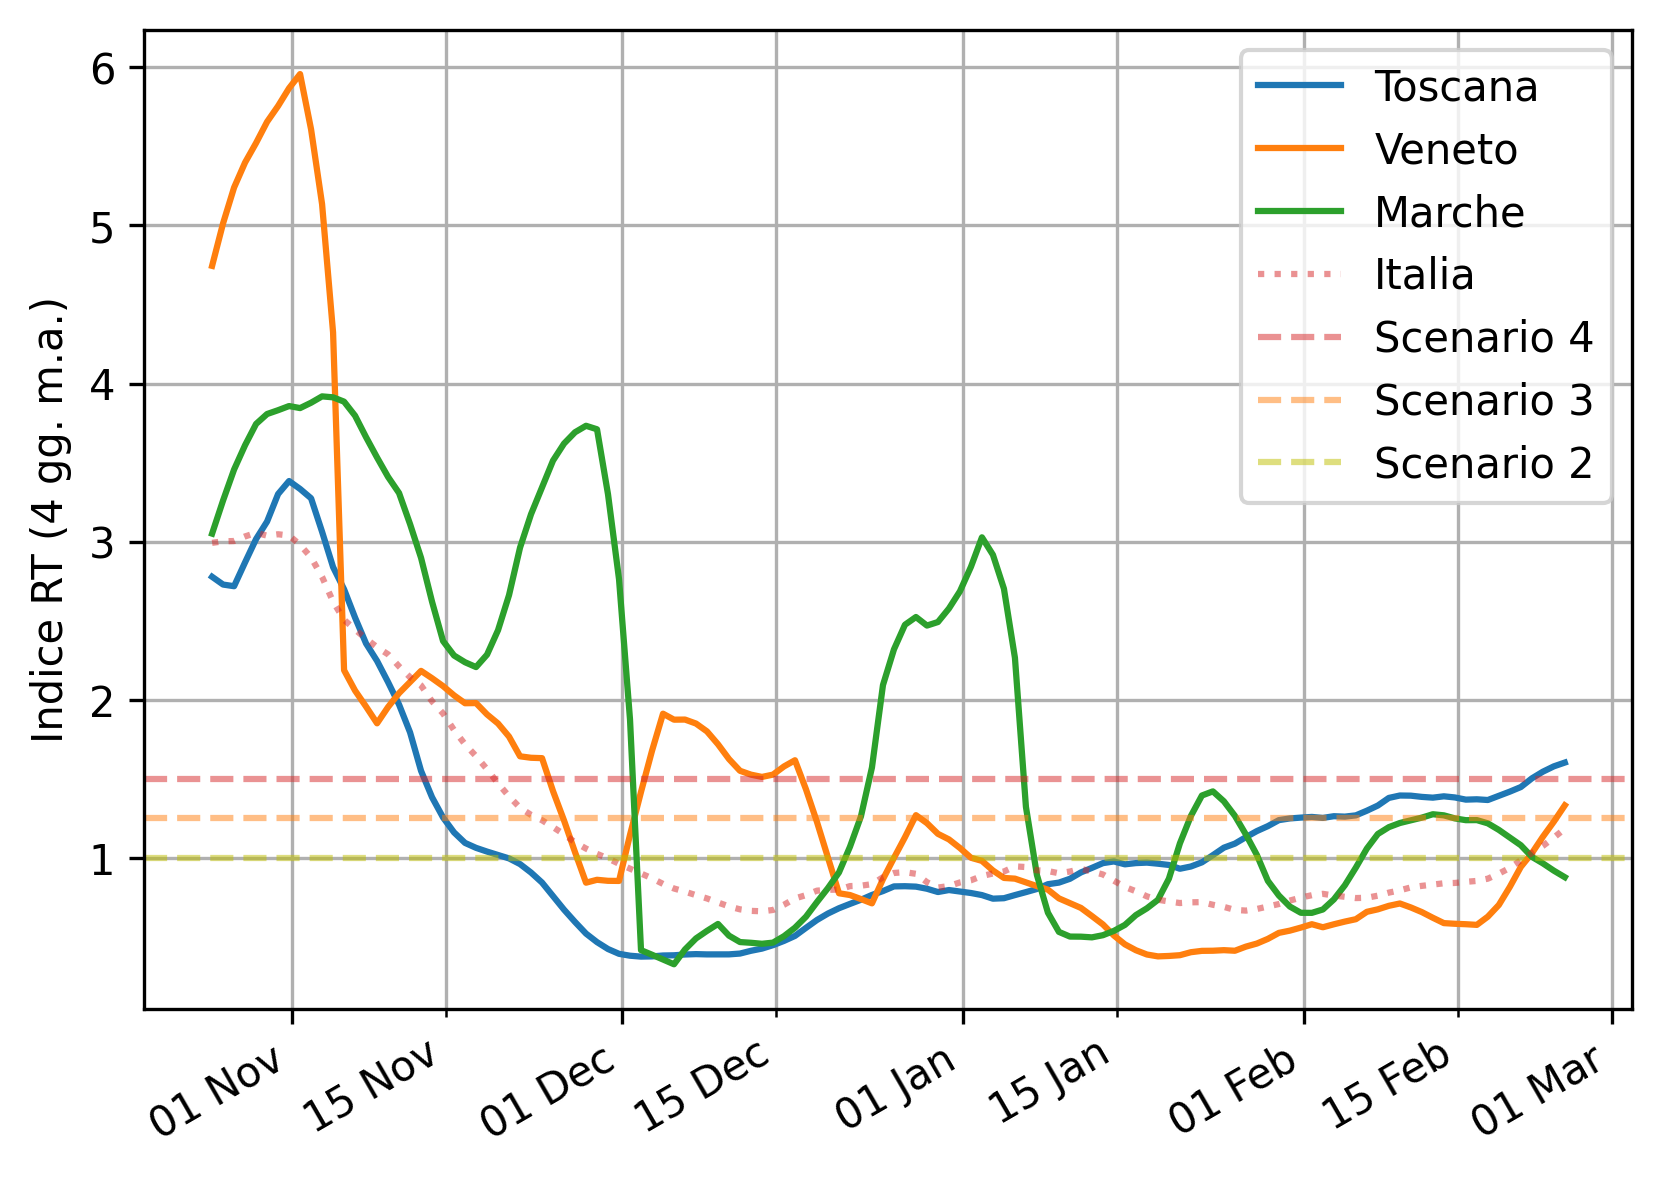 6
5
4
3
2
1
Indice RT (4 gg. m.a.)
Toscana
Veneto
Marche
Italia
Scenario 4
Scenario 3
Scenario 2
01 Nov
15 Nov
01 Dec
15 Dec
01 Jan
15 Jan
01 Feb
15 Feb
01 Mar